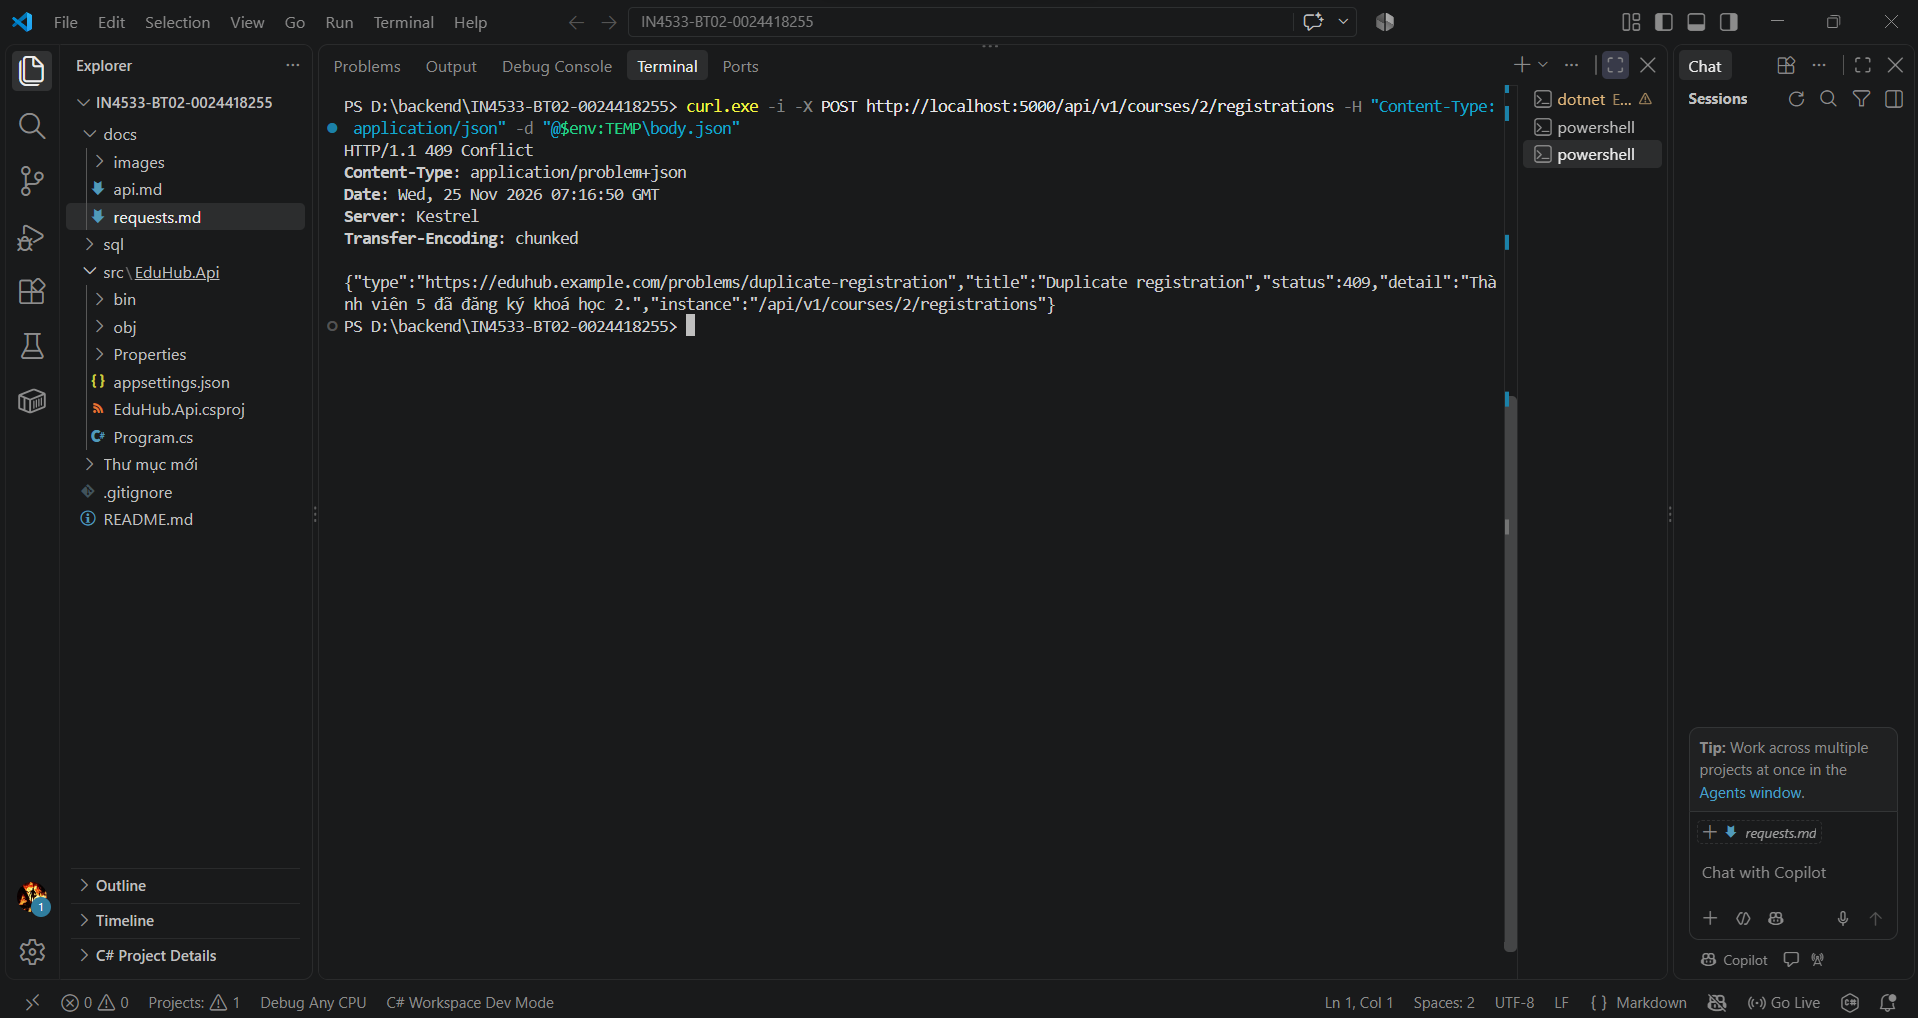 File Edit Selection View Go Run Terminal Help
IN4533-BT02-0024418255
Explorer
IN4533-BT02-0024418255
docs
images
api.md
requests.md
sql
src\EduHub.Api
bin
obj
Properties
appsettings.json
EduHub.Api.csproj
Program.cs
Thư mục mới
.gitignore
README.md
Outline
Timeline
C# Project Details
Problems Output Debug Console Terminal Ports
PS D:\backend\IN4533-BT02-0024418255> curl.exe -i -X POST http://localhost:5000/api/v1/courses/2/registrations -H "Content-Type:
application/json" -d "@$env:TEMP\body.json"
HTTP/1.1 409 Conflict
Content-Type: application/problem+json
Date: Wed, 25 Nov 2026 07:16:50 GMT
Server: Kestrel
Transfer-Encoding: chunked
{"type":"https://eduhub.example.com/problems/duplicate-registration","title":"Duplicate registration","status":409,"detail":"Thà
nh viên 5 đã đăng ký khoá học 2.","instance":"/api/v1/courses/2/registrations"}
PS D:\backend\IN4533-BT02-0024418255>
dotnet E...
powershell
powershell
Chat
Sessions
Tip: Work across multiple
projects at once in the
Agents window.
requests.md
Chat with Copilot
Copilot
1
0 0 Projects: 1 Debug Any CPU C# Workspace Dev Mode
Ln 1, Col 1 Spaces: 2 UTF-8 LF { } Markdown Go Live